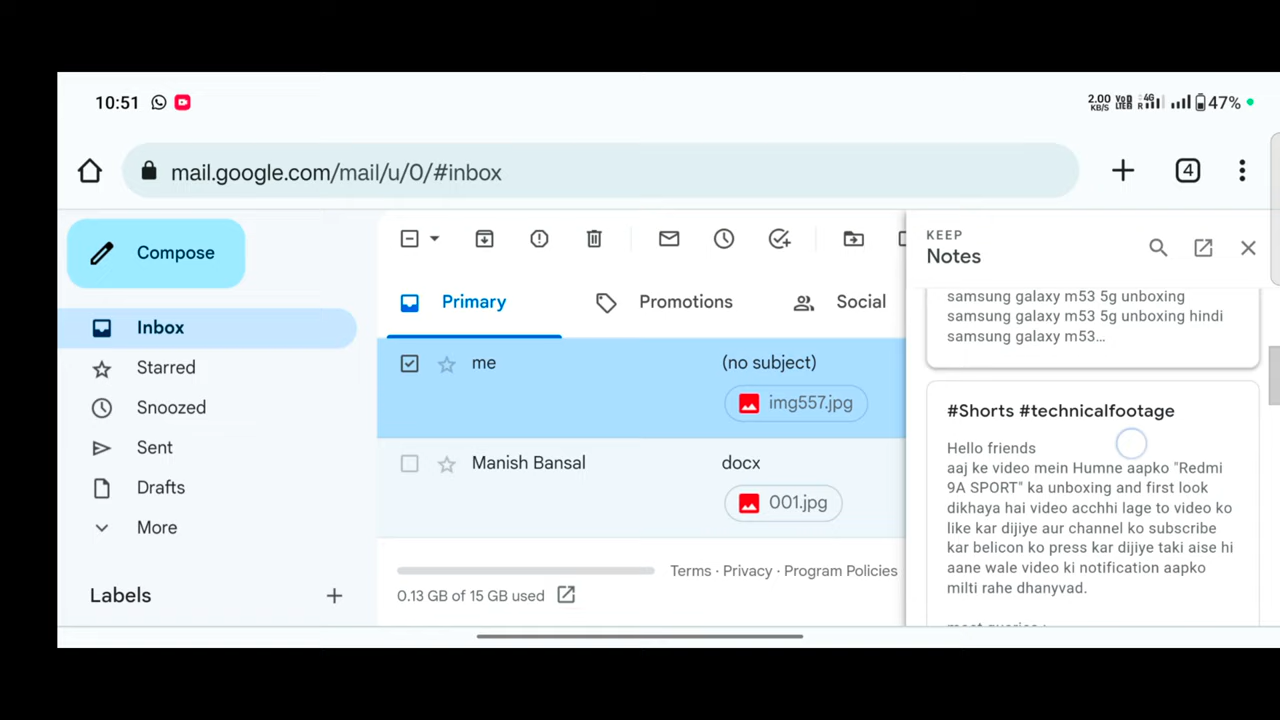 10:51
2.00 KB/S
4G
R
47%
mail.google.com/mail/u/0/#inbox
4
Compose
Inbox
Starred
Snoozed
Sent
Drafts
More
Labels
Primary
Promotions
Social
me
(no subject)
img557.jpg
Manish Bansal
docx
001.jpg
Terms · Privacy · Program Policies
0.13 GB of 15 GB used
KEEP
Notes
samsung galaxy m53 5g unboxing
samsung galaxy m53 5g unboxing hindi
samsung galaxy m53...
#Shorts #technicalfootage
Hello friends
aaj ke video mein Humne aapko "Redmi
9A SPORT" ka unboxing and first look
dikhaya hai video acchhi lage to video ko
like kar dijiye aur channel ko subscribe
kar belicon ko press kar dijiye taki aise hi
aane wale video ki notification aapko
milti rahe dhanyvad.